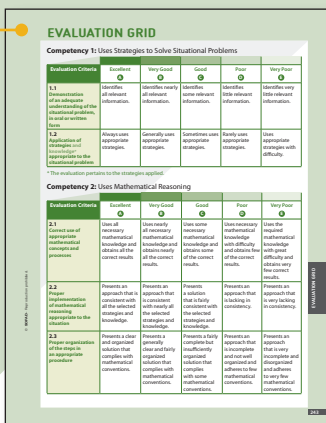 EVALUATION GRID
Competency 1: Uses Strategies to Solve Situational Problems
Evaluation Criteria Excellent Very Good Good Poor Very Poor
A B C D E
1.1
Demonstration
of an adequate
understanding of the
situational problem,
in oral or written
form
Identifies
all relevant
information.
Identifies nearly
all relevant
information.
Identifies
some relevant
information.
Identifies
little relevant
information.
Identifies very
little relevant
information.
1.2
Application of
strategies and
knowledge*
appropriate to the
situational problem
Always uses
appropriate
strategies.
Generally uses
appropriate
strategies.
Sometimes uses
appropriate
strategies.
Rarely uses
appropriate
strategies.
Uses
appropriate
strategies with
difficulty.
* The evaluation pertains to the strategies applied.
Competency 2: Uses Mathematical Reasoning
Evaluation Criteria Excellent Very Good Good Poor Very Poor
A B C D E
2.1
Correct use of
appropriate
mathematical
concepts and
processes
Uses all
necessary
mathematical
knowledge and
obtains all the
correct results
Uses nearly
all necessary
mathematical
knowledge and
obtains nearly
all the correct
results.
Uses some
necessary
mathematical
knowledge and
obtains some
of the correct
results.
Uses necessary
mathematical
knowledge
with difficulty
and obtains few
of the correct
results.
Uses the
required
mathematical
knowledge
with great
difficulty and
obtains very
few correct
results.
2.2
Proper
implementation
of mathematical
reasoning
appropriate to the
situation
Presents an
approach that is
consistent with
all the selected
strategies and
knowledge.
Presents an
approach that
is consistent
with nearly all
the selected
strategies and
knowledge.
Presents
a solution
that is fairly
consistent with
the selected
strategies and
knowledge.
Presents an
approach that
is lacking in
consistency.
Presents an
approach that
is very lacking
in consistency.
2.3
Proper organization
of the steps in
an appropriate
procedure
Presents a clear
and organized
solution that
complies with
mathematical
conventions.
Presents a
generally
clear and fairly
organized
solution that
complies with
mathematical
conventions.
Presents a fairly
complete but
insufficiently
organized
solution that
complies
with some
mathematical
conventions.
Presents an
approach that
is incomplete
and not well
organized and
adheres to few
mathematical
conventions.
Presents an
approach
that is very
incomplete and
disorganized
and adheres
to very few
mathematical
conventions.
EVALUATION GRID
243